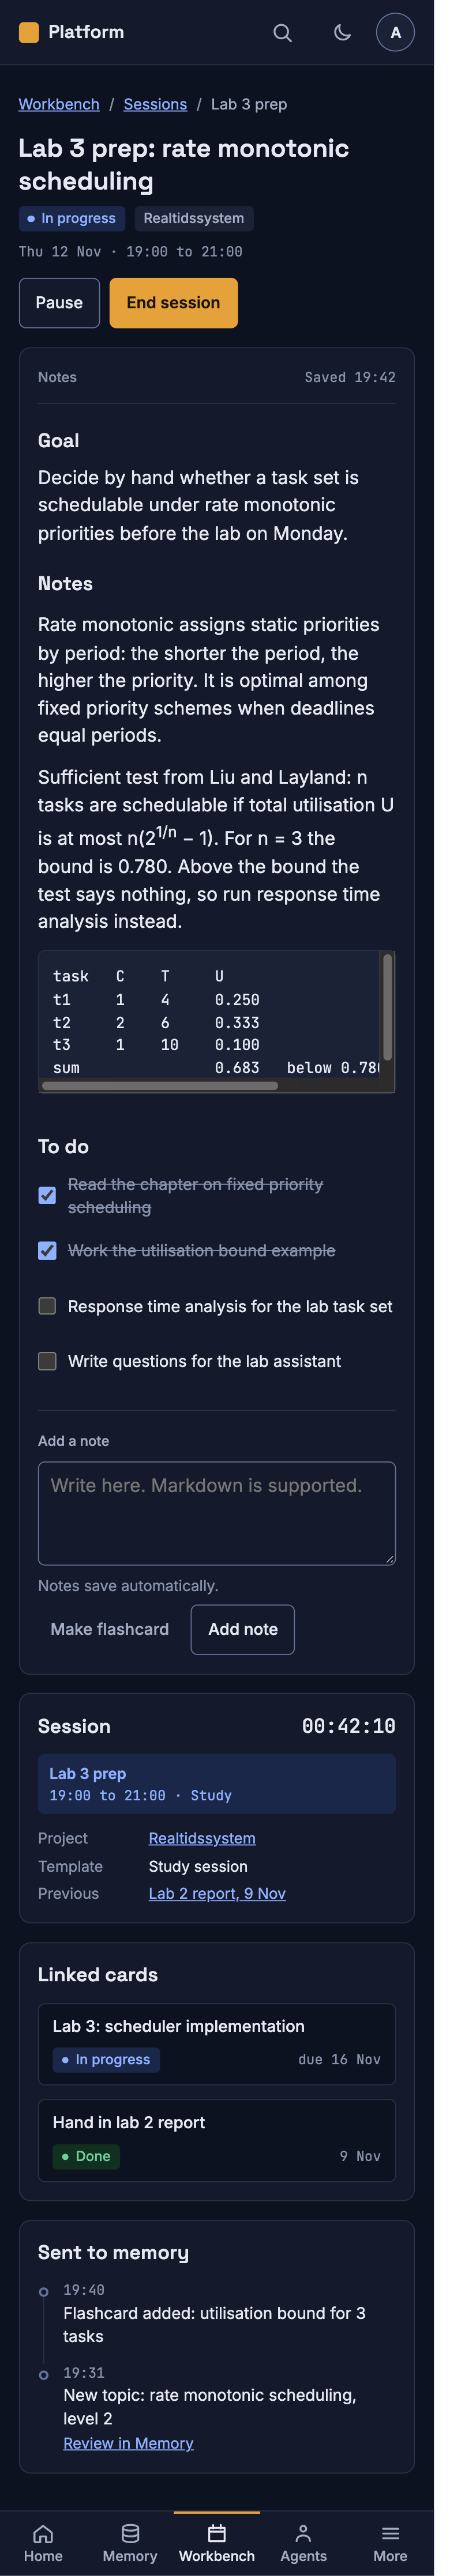 Platform
A
Workbench / Sessions / Lab 3 prep
Lab 3 prep: rate monotonic
scheduling
In progress
Realtidssystem
Thu 12 Nov · 19:00 to 21:00
Pause
End session
Notes
Saved 19:42
Goal
Decide by hand whether a task set is
schedulable under rate monotonic
priorities before the lab on Monday.
Notes
Rate monotonic assigns static priorities
by period: the shorter the period, the
higher the priority. It is optimal among
fixed priority schemes when deadlines
equal periods.
Sufficient test from Liu and Layland: n
tasks are schedulable if total utilisation U
is at most n(2^1/n − 1). For n = 3 the
bound is 0.780. Above the bound the
test says nothing, so run response time
analysis instead.
task C T U
t1 1 4 0.250
t2 2 6 0.333
t3 1 10 0.100
sum 0.683 below 0.780
To do
Read the chapter on fixed priority
scheduling
Work the utilisation bound example
Response time analysis for the lab task set
Write questions for the lab assistant
Add a note
Write here. Markdown is supported.
Notes save automatically.
Make flashcard
Add note
Session
00:42:10
Lab 3 prep
19:00 to 21:00 · Study
Project Realtidssystem
Template Study session
Previous Lab 2 report, 9 Nov
Linked cards
Lab 3: scheduler implementation
In progress
due 16 Nov
Hand in lab 2 report
Done
9 Nov
Sent to memory
19:40
Flashcard added: utilisation bound for 3
tasks
19:31
New topic: rate monotonic scheduling,
level 2
Review in Memory
Home
Memory
Workbench
Agents
More